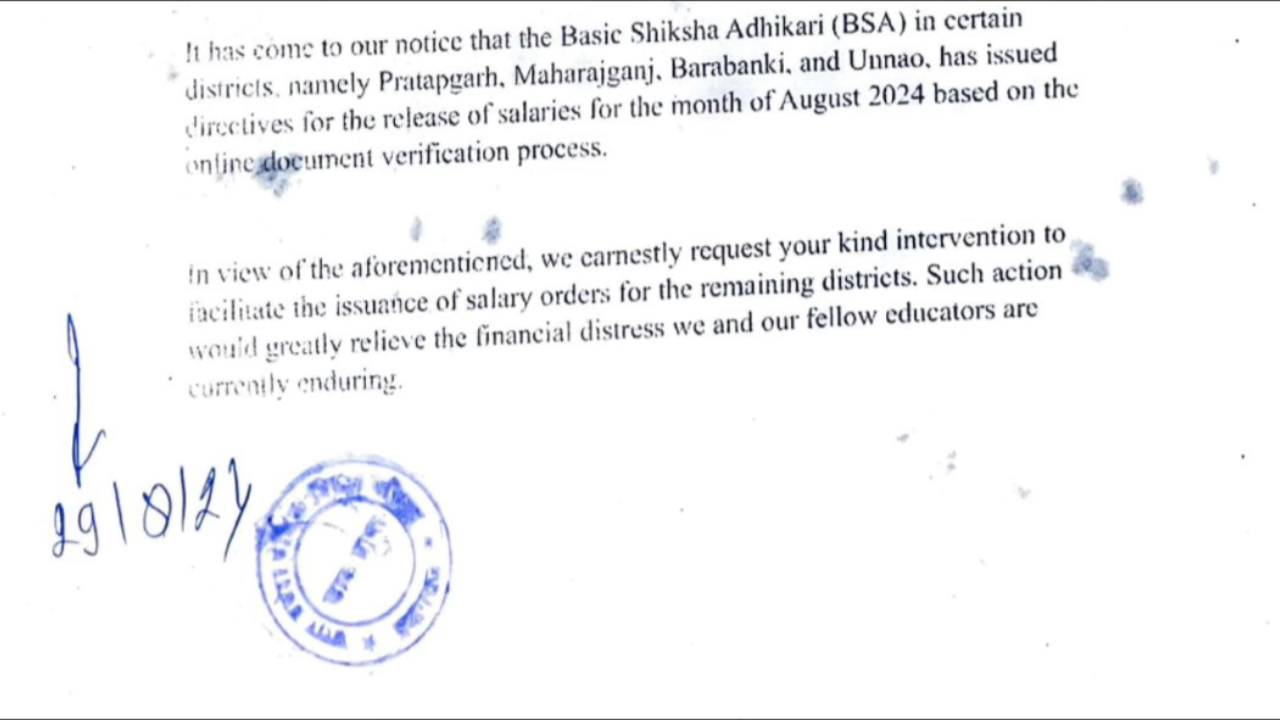 It has come to our notice that the Basic Shiksha Adhikari (BSA) in certain
districts, namely Pratapgarh, Maharajganj, Barabanki, and Unnao, has issued
directives for the release of salaries for the month of August 2024 based on the
online document verification process.
In view of the aforementioned, we earnestly request your kind intervention to
facilitate the issuance of salary orders for the remaining districts. Such action
would greatly relieve the financial distress we and our fellow educators are
currently enduring.
29/8/24